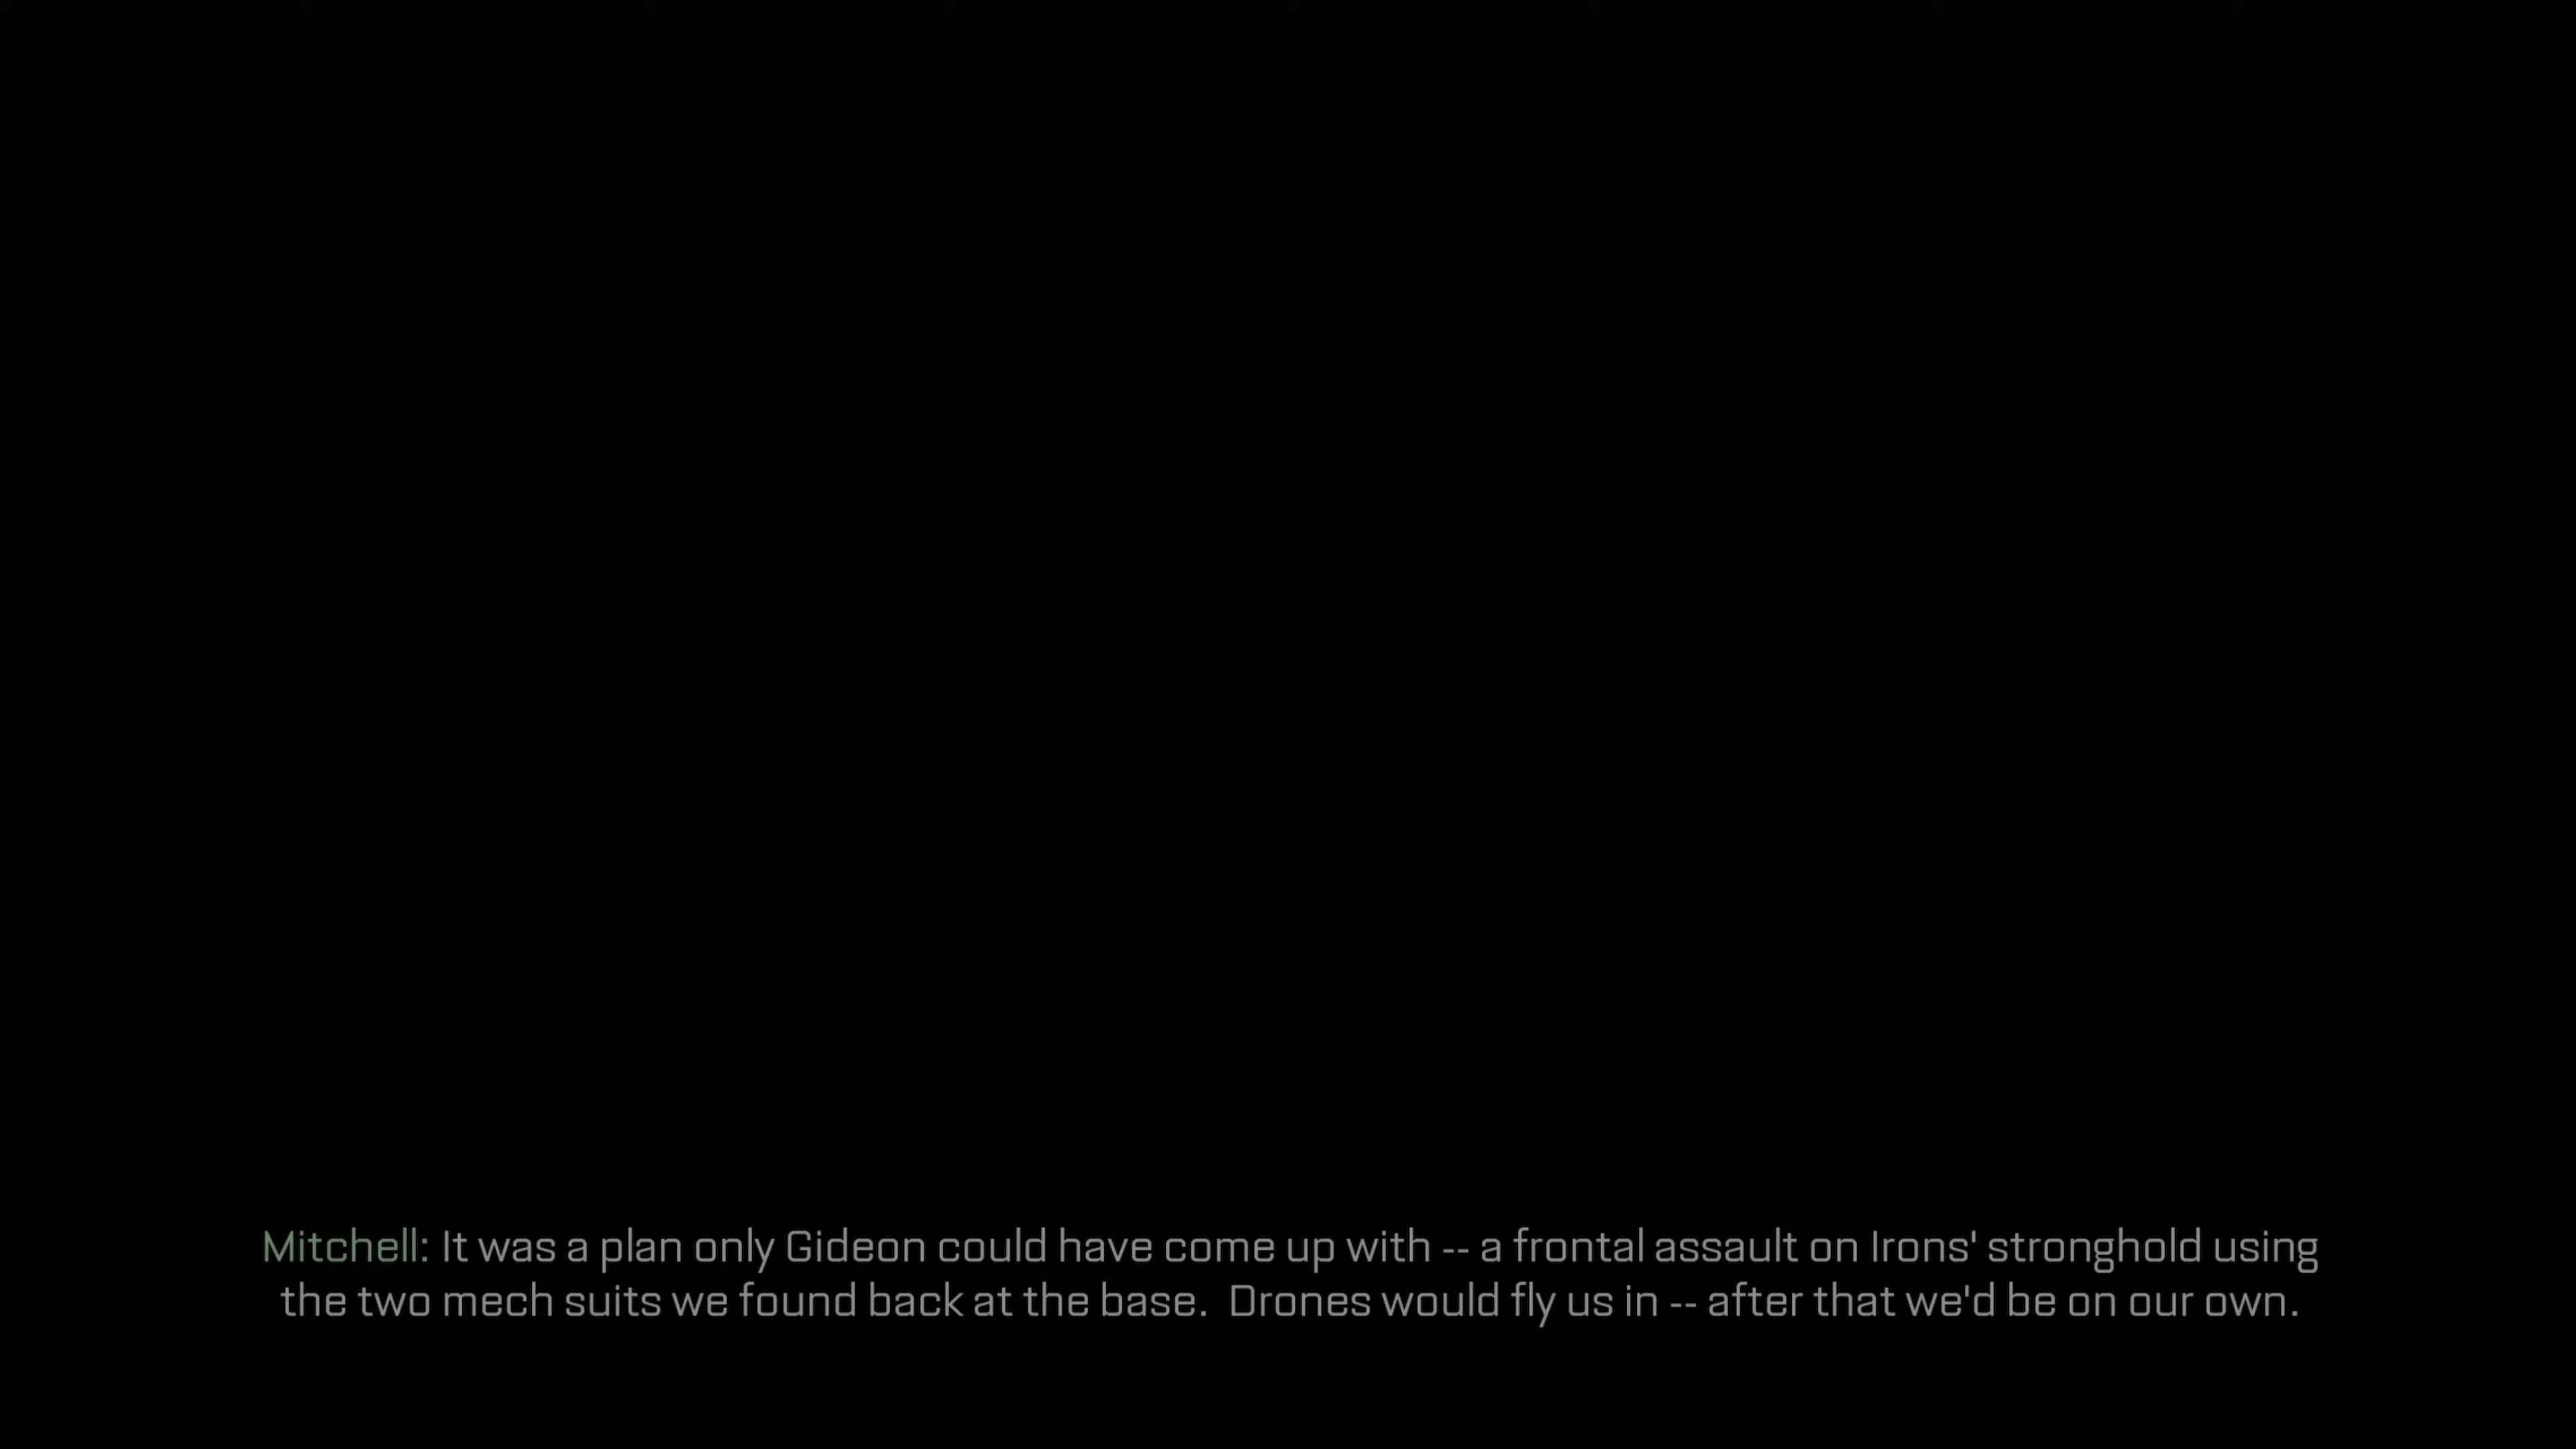 Mitchell: It was a plan only Gideon could have come up with -- a frontal assault on Irons' stronghold using
the two mech suits we found back at the base.  Drones would fly us in -- after that we'd be on our own.